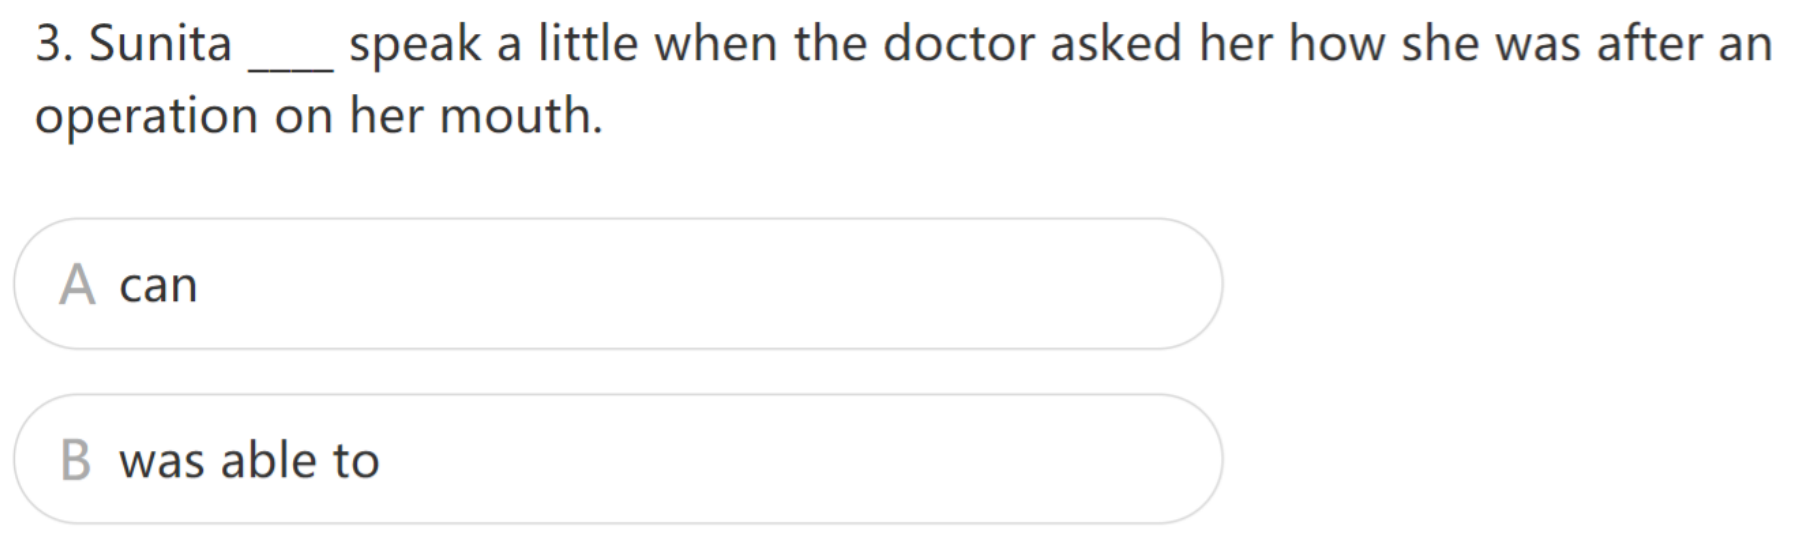 3. Sunita ____ speak a little when the doctor asked her how she was after an
operation on her mouth.
A can
B was able to